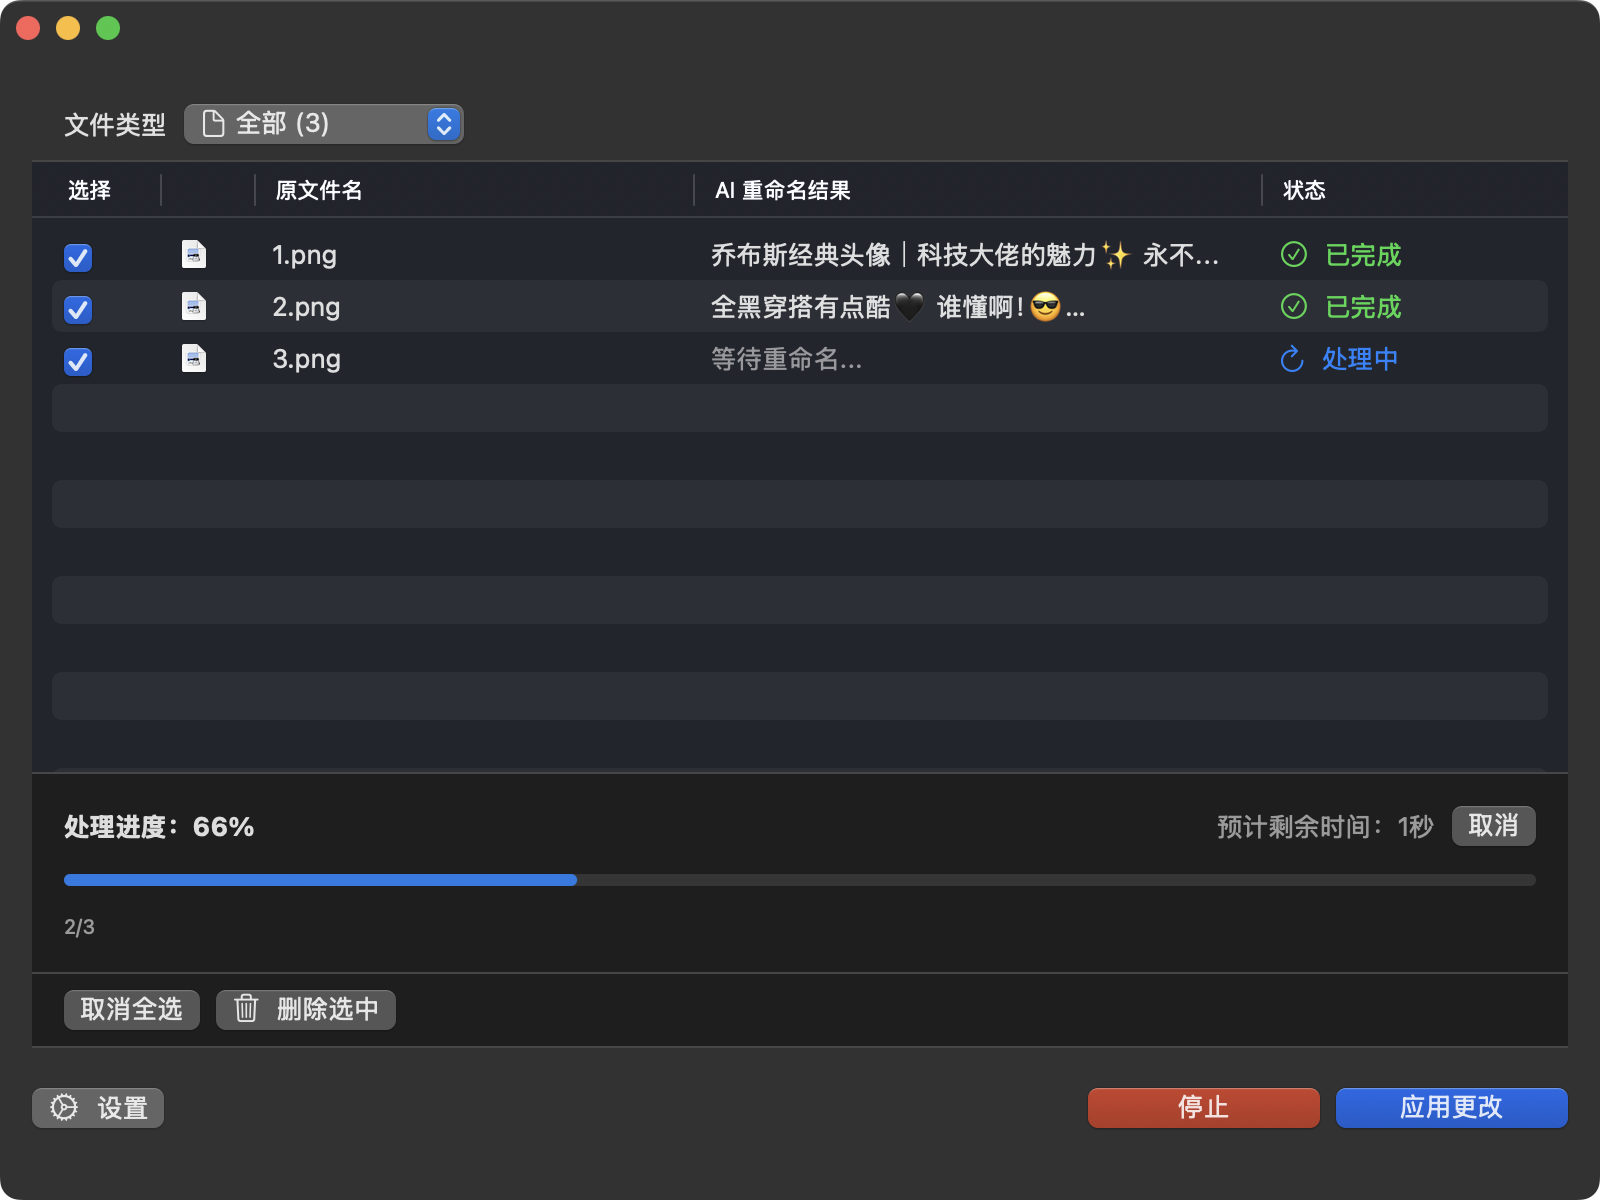 文件类型 全部 (3)
选择 原文件名 AI 重命名结果 状态
1.png 乔布斯经典头像｜科技大佬的魅力✨ 永不... 已完成
2.png 全黑穿搭有点酷🖤 谁懂啊！😎... 已完成
3.png 等待重命名... 处理中
处理进度：66% 预计剩余时间：1秒 取消
2/3
取消全选 删除选中
设置 停止 应用更改